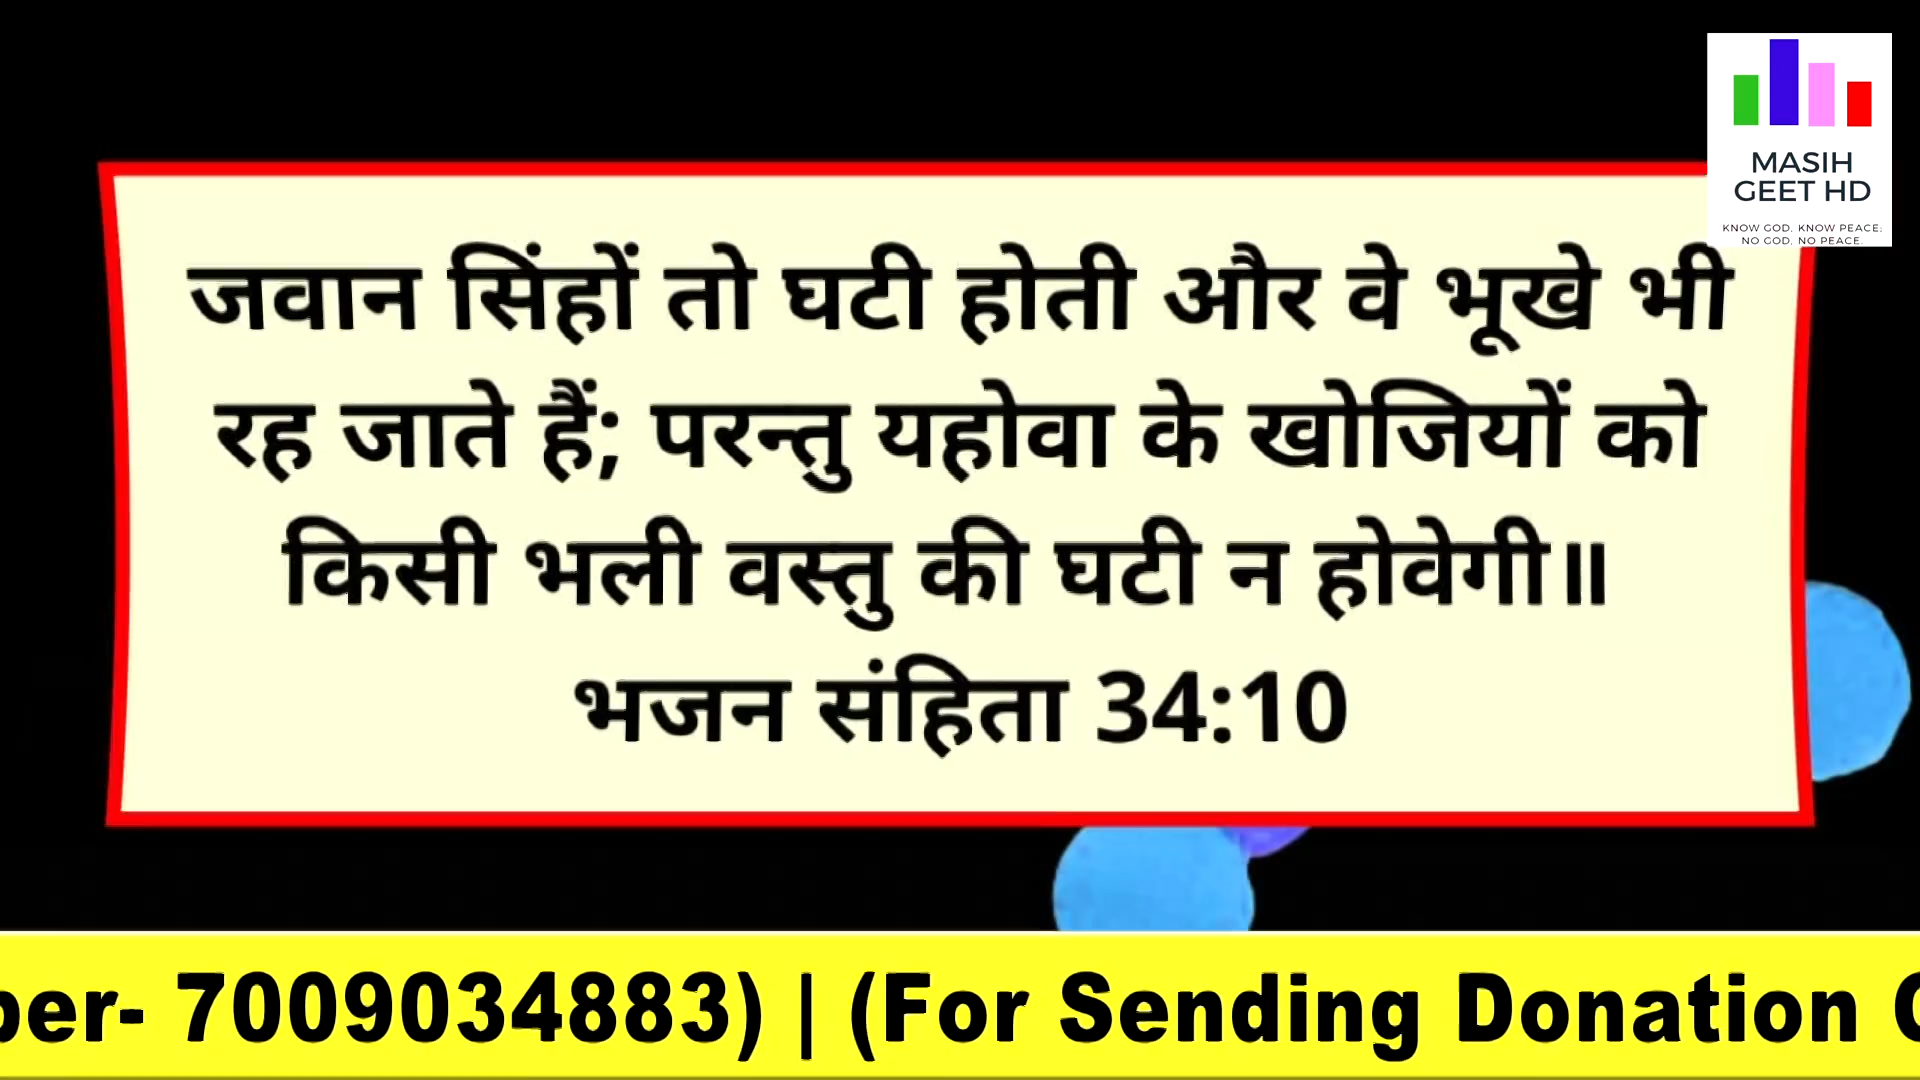 MASIH
GEET HD
KNOW GOD, KNOW PEACE;
NO GOD, NO PEACE.
जवान सिंहों तो घटी होती और वे भूखे भी
रह जाते हैं; परन्तु यहोवा के खोजियों को
किसी भली वस्तु की घटी न होवेगी॥
भजन संहिता 34:10
ber- 7009034883) | (For Sending Donation